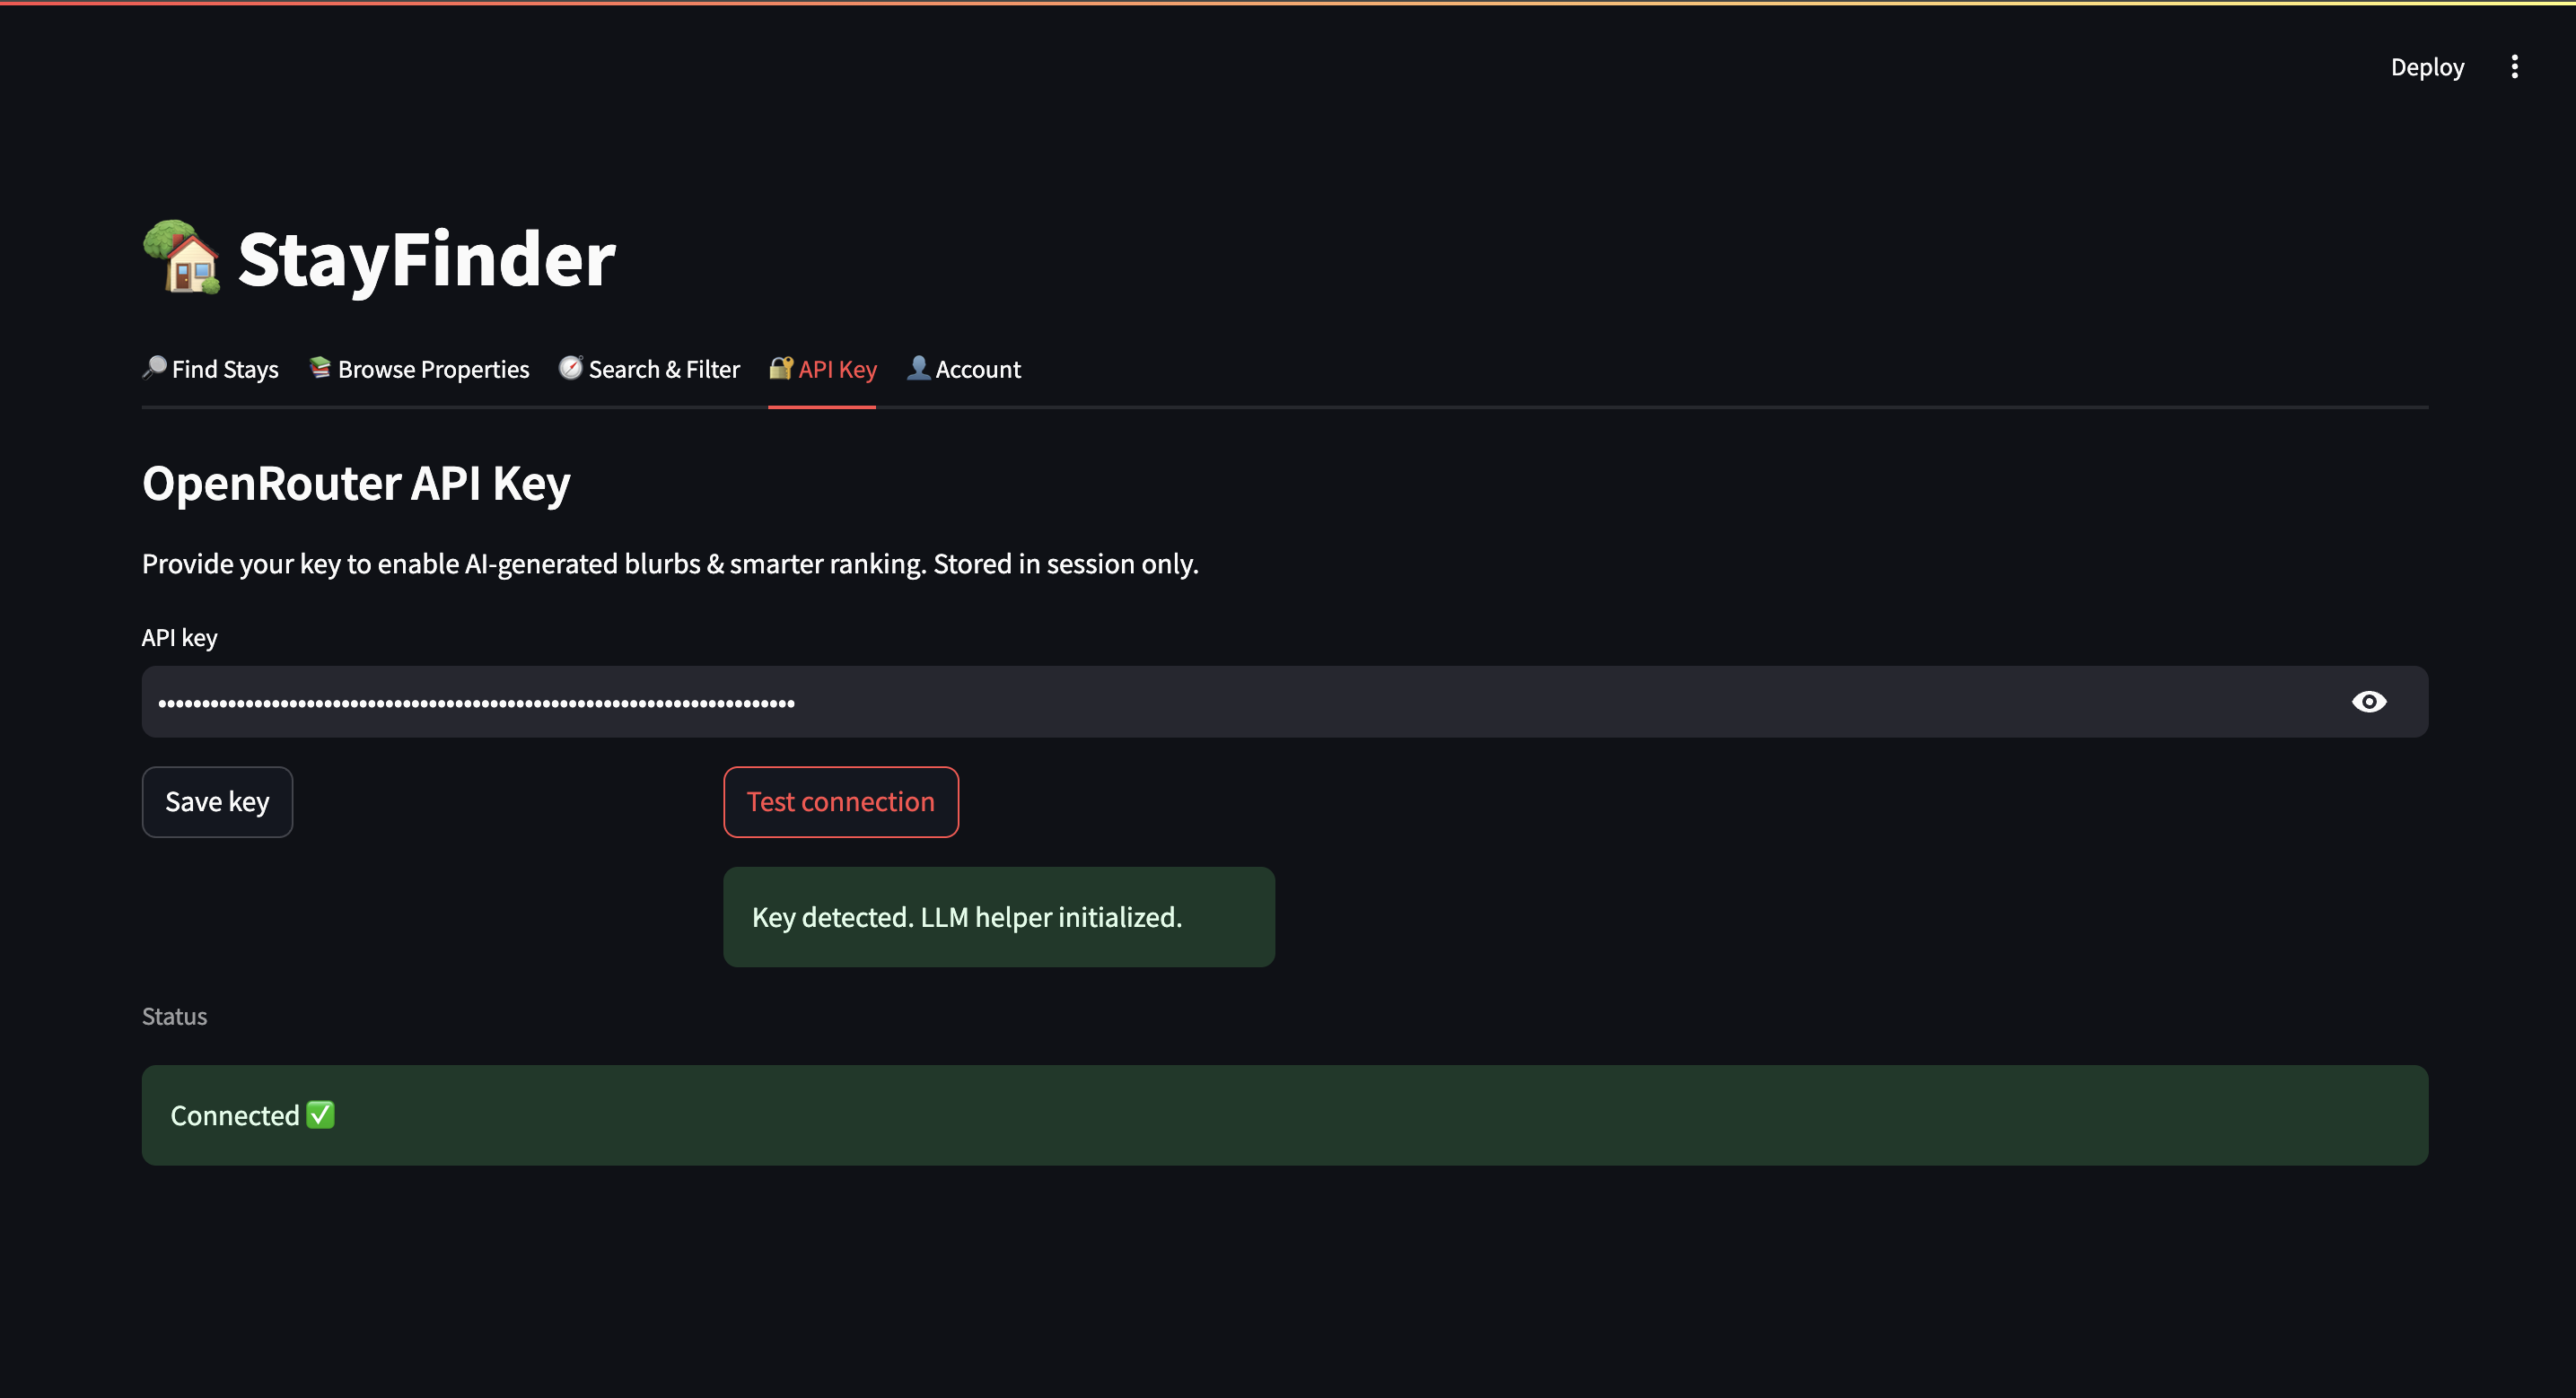 Deploy
🏡 StayFinder
🔎 Find Stays 📚 Browse Properties 🧭 Search & Filter 🔐 API Key 👤 Account
OpenRouter API Key
Provide your key to enable AI-generated blurbs & smarter ranking. Stored in session only.
API key
Save key Test connection
Key detected. LLM helper initialized.
Status
Connected ✅